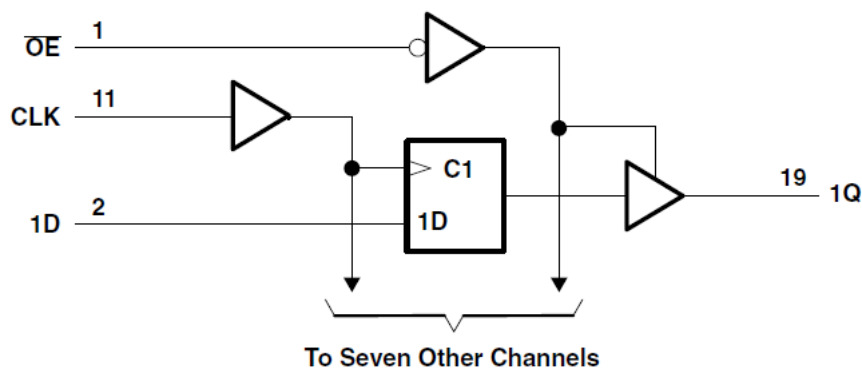 OE 1
CLK 11
C1
1D 2
1D
19 1Q
To Seven Other Channels